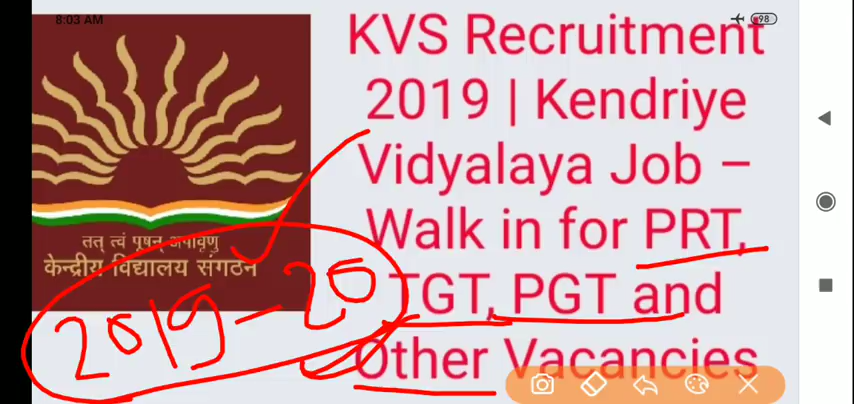 8:03 AM
98
KVS Recruitment
2019 | Kendriye
Vidyalaya Job –
Walk in for PRT,
TGT, PGT and
Other Vacancies
तत् त्वं पूषन् अपावृणु
केन्द्रीय विद्यालय संगठन
2019-20